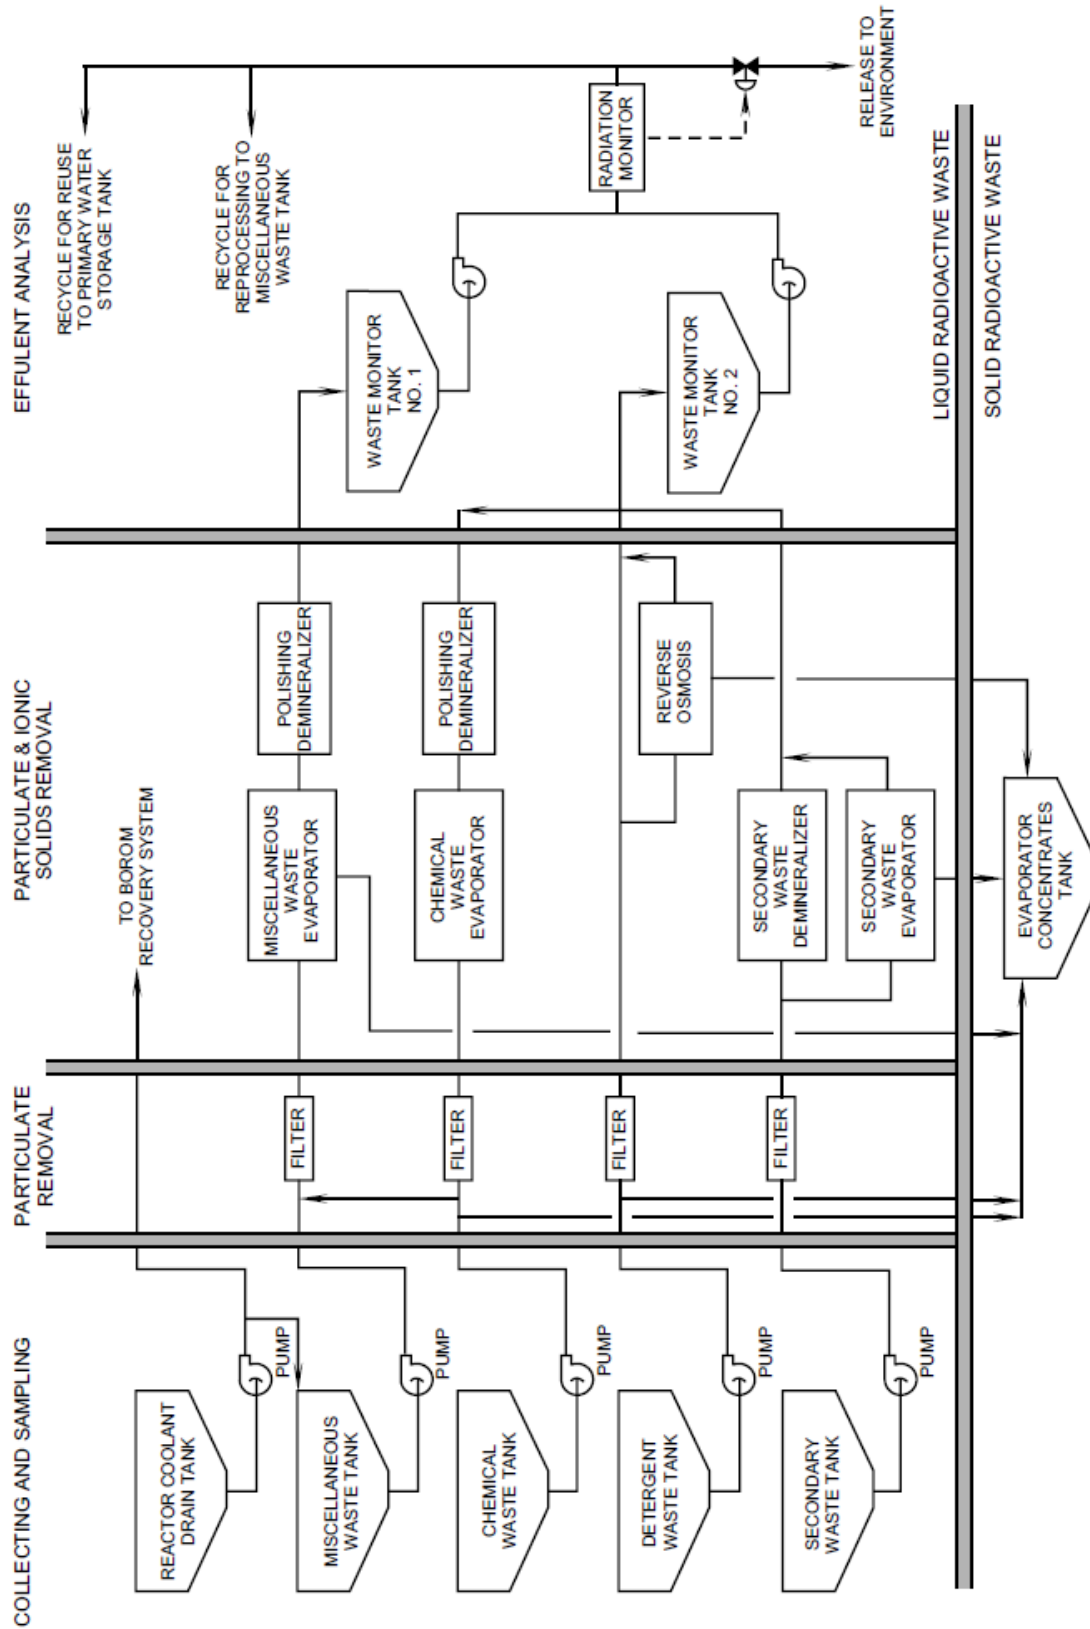 COLLECTING AND SAMPLING
PARTICULATE
REMOVAL
PARTICULATE & IONIC
SOLIDS REMOVAL
EFFULENT ANALYSIS
REACTOR COOLANT
DRAIN TANK
PUMP
TO BOROM
RECOVERY SYSTEM
RECYCLE FOR REUSE
TO PRIMARY WATER
STORAGE TANK
MISCELLANEOUS
WASTE TANK
PUMP
FILTER
MISCELLANEOUS
WASTE
EVAPORATOR
POLISHING
DEMINERALIZER
RECYCLE FOR
REPROCESSING TO
MISCELLANEOUS
WASTE TANK
WASTE MONITOR
TANK
NO. 1
CHEMICAL
WASTE TANK
PUMP
FILTER
CHEMICAL
WASTE
EVAPORATOR
POLISHING
DEMINERALIZER
DETERGENT
WASTE TANK
PUMP
FILTER
REVERSE
OSMOSIS
WASTE MONITOR
TANK
NO. 2
RADIATION
MONITOR
SECONDARY
WASTE TANK
PUMP
FILTER
SECONDARY
WASTE
DEMINERALIZER
SECONDARY
WASTE
EVAPORATOR
RELEASE TO
ENVIRONMENT
LIQUID RADIOACTIVE WASTE
SOLID RADIOACTIVE WASTE
EVAPORATOR
CONCENTRATES
TANK